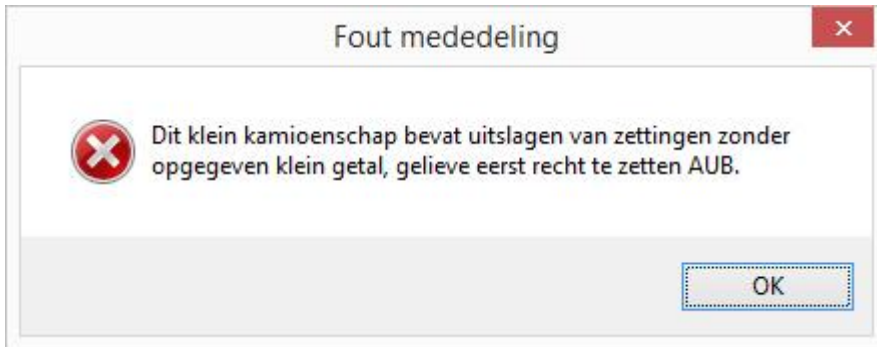 Fout mededeling
Dit klein kamioenschap bevat uitslagen van zettingen zonder
opgegeven klein getal, gelieve eerst recht te zetten AUB.
OK